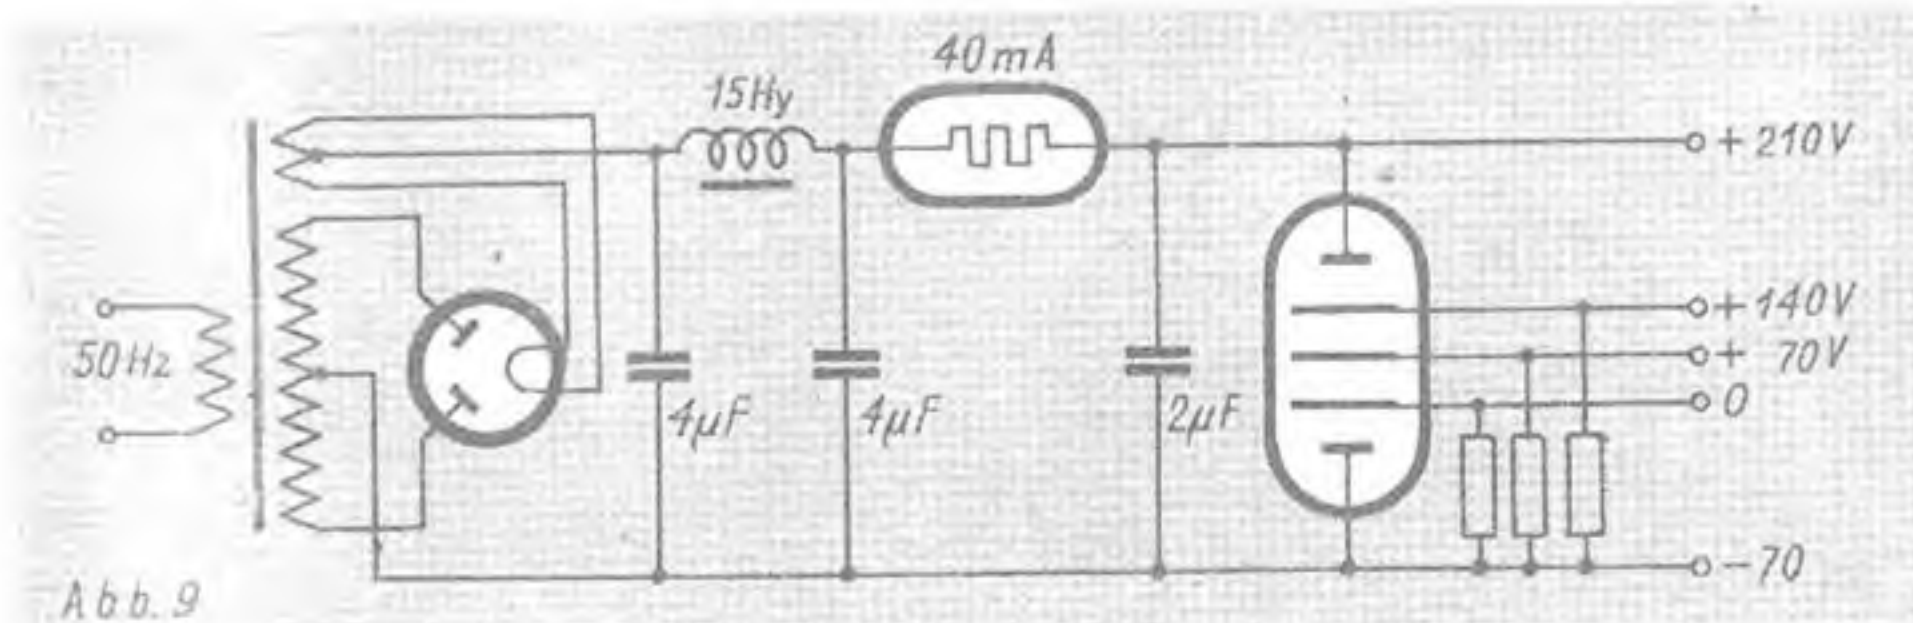 40mA
15Hy
+ 210V
+ 140V
50Hz
+ 70V
0
4µF
4µF
2µF
-70
Abb. 9